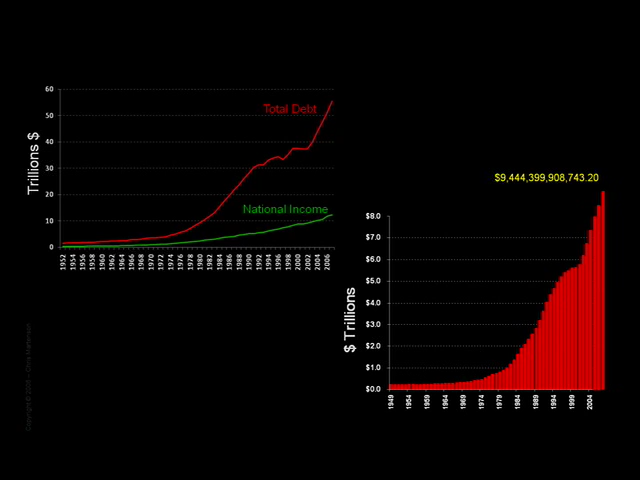 60
50
40
30
20
10
0
Trillions $
Total Debt
National Income
1952 1954 1956 1958 1960 1962 1964 1966 1968 1970 1972 1974 1976 1978 1980 1982 1984 1986 1988 1990 1992 1994 1996 1998 2000 2002 2004 2006
$9,444,399,908,743.20
$8.0
$7.0
$6.0
$5.0
$4.0
$3.0
$2.0
$1.0
$0.0
$ Trillions
1949 1954 1959 1964 1969 1974 1979 1984 1989 1994 1999 2004